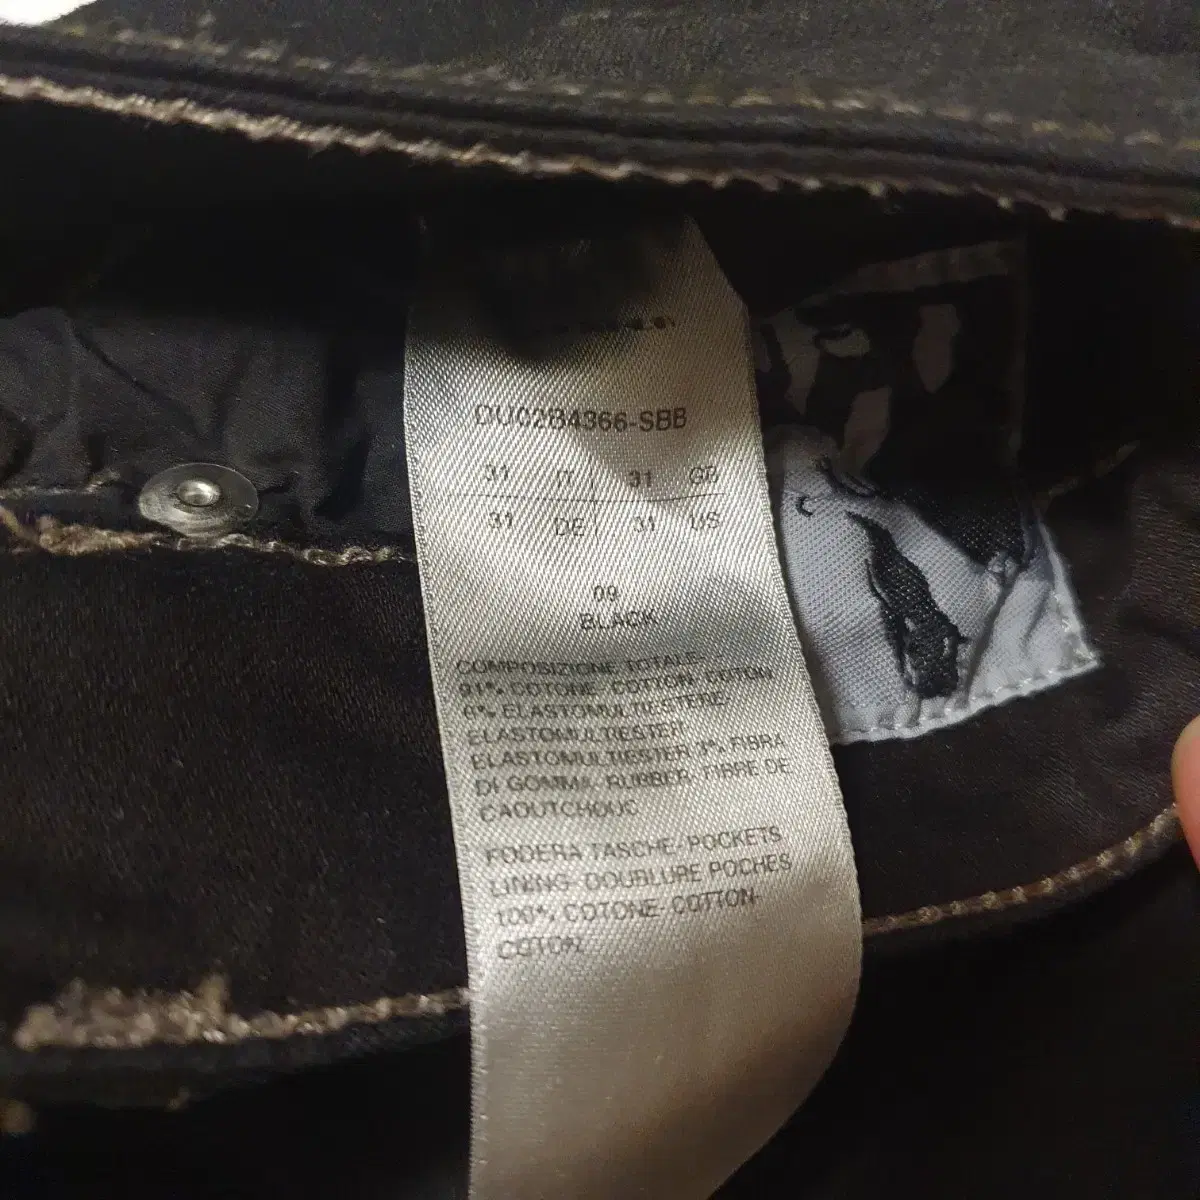 DU02B4366-SBB
31 IT 31 GB
31 DE 31 US
09
BLACK
COMPOSIZIONE TOTALE-
91% COTONE- COTTON- COTON
6% ELASTOMULTIESTERE
ELASTOMULTIESTER
ELASTOMULTIESTER 3% FIBRA
DI GOMMA- RUBBER- FIBRE DE
CAOUTCHOUC
FODERA TASCHE- POCKETS
LINING- DOUBLURE POCHES
100% COTONE- COTTON-
COTON